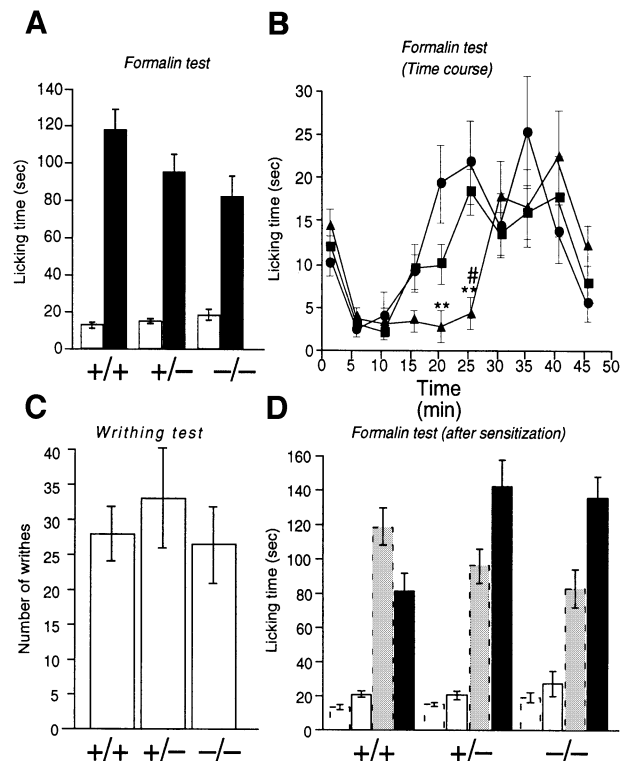 A
Formalin test
Licking time (sec)
140
120
100
80
60
40
20
0
+/+ +/− −/−
B
Formalin test
(Time course)
Licking time (sec)
30
25
20
15
10
5
0
#
**
**
0 5 10 15 20 25 30 35 40 45 50
Time
(min)
C
Writhing test
Number of writhes
40
35
30
25
20
15
10
5
0
+/+ +/− −/−
D
Formalin test (after sensitization)
Licking time (sec)
160
140
120
100
80
60
40
20
0
+/+ +/− −/−